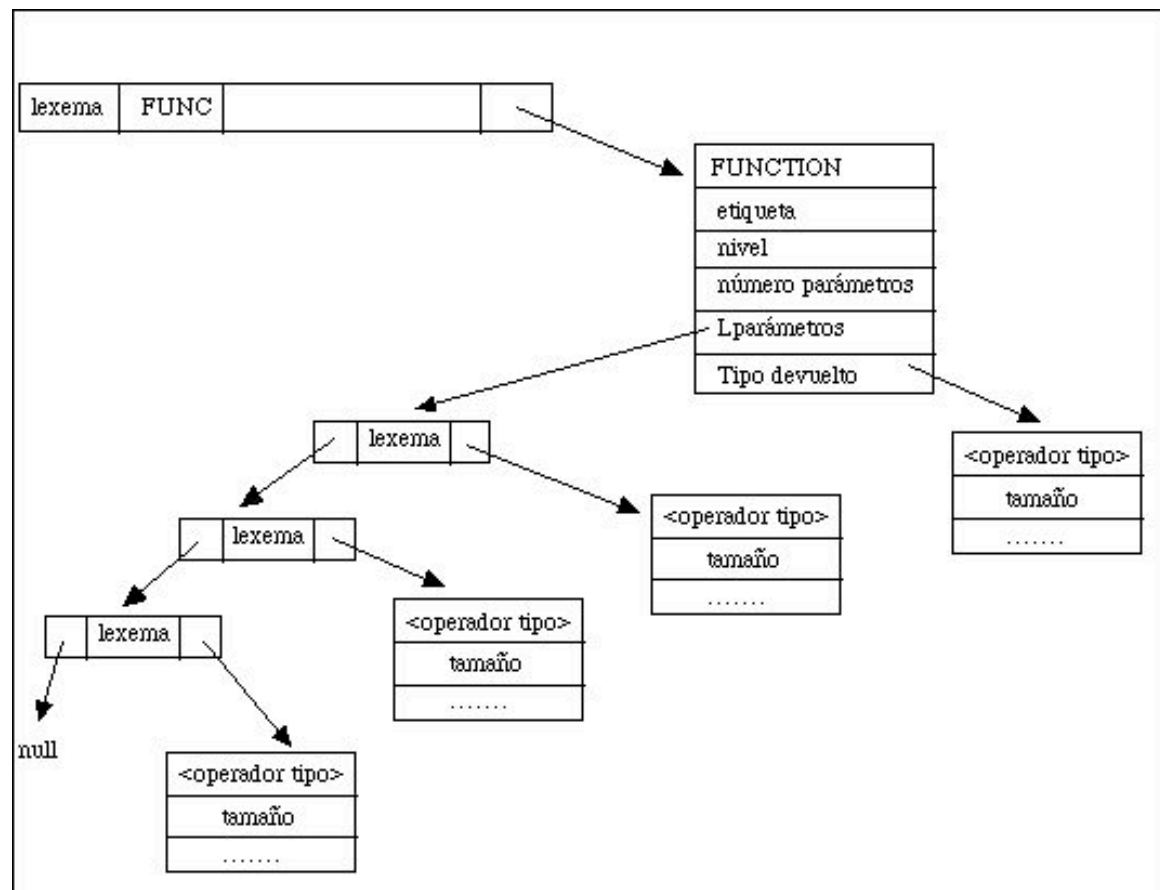 lexema FUNC
FUNCTION
etiqueta
nivel
número parámetros
Lparámetros
Tipo devuelto
lexema
<operador tipo>
tamaño
.......
<operador tipo>
tamaño
.......
lexema
<operador tipo>
tamaño
.......
lexema
null
<operador tipo>
tamaño
.......